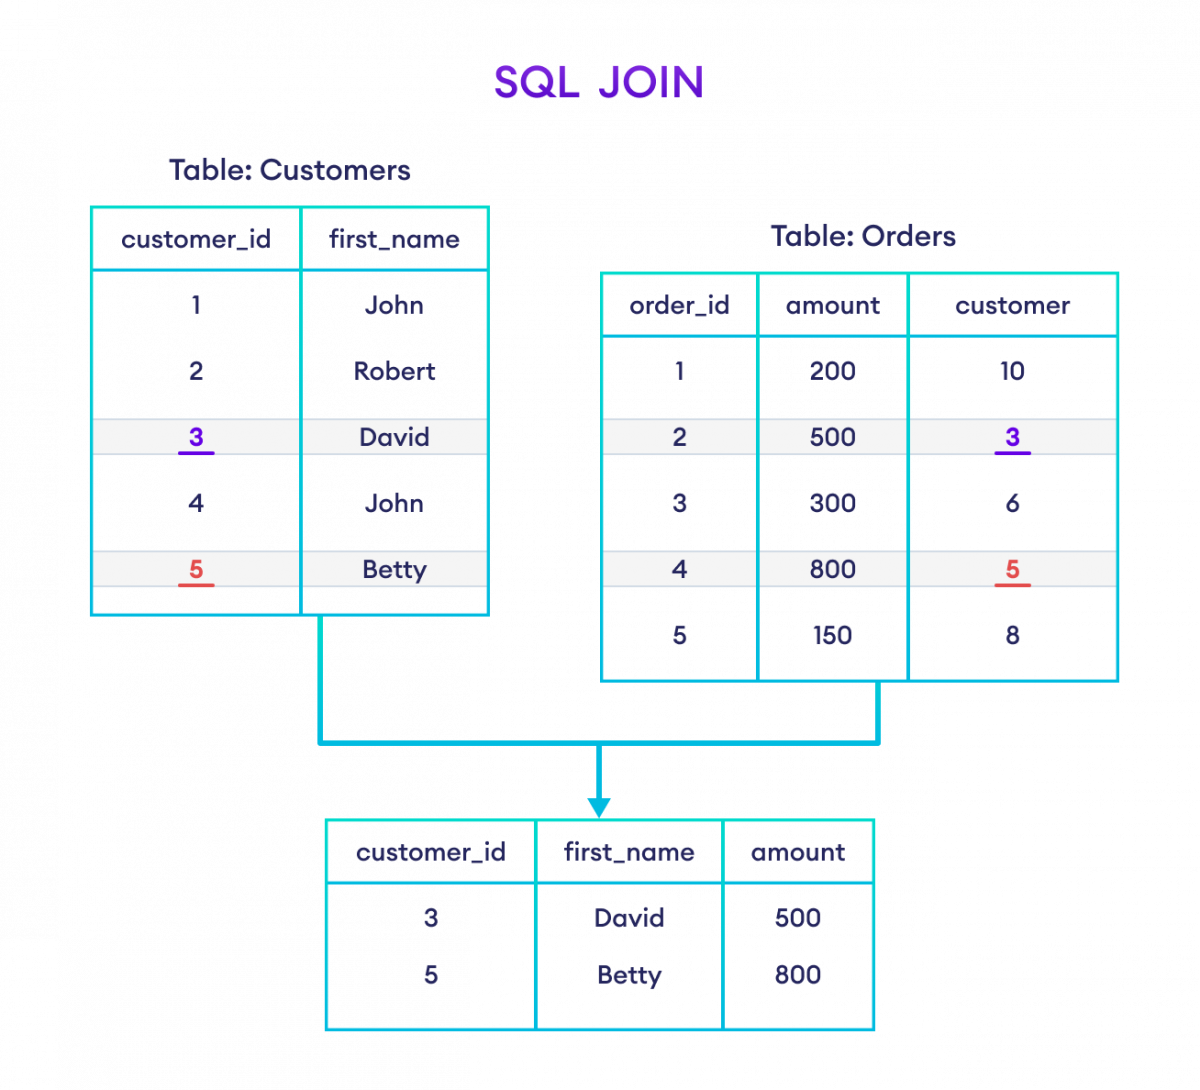 SQL JOIN
Table: Customers
customer_id first_name
1 John
2 Robert
3 David
4 John
5 Betty
Table: Orders
order_id amount customer
1 200 10
2 500 3
3 300 6
4 800 5
5 150 8
customer_id first_name amount
3 David 500
5 Betty 800